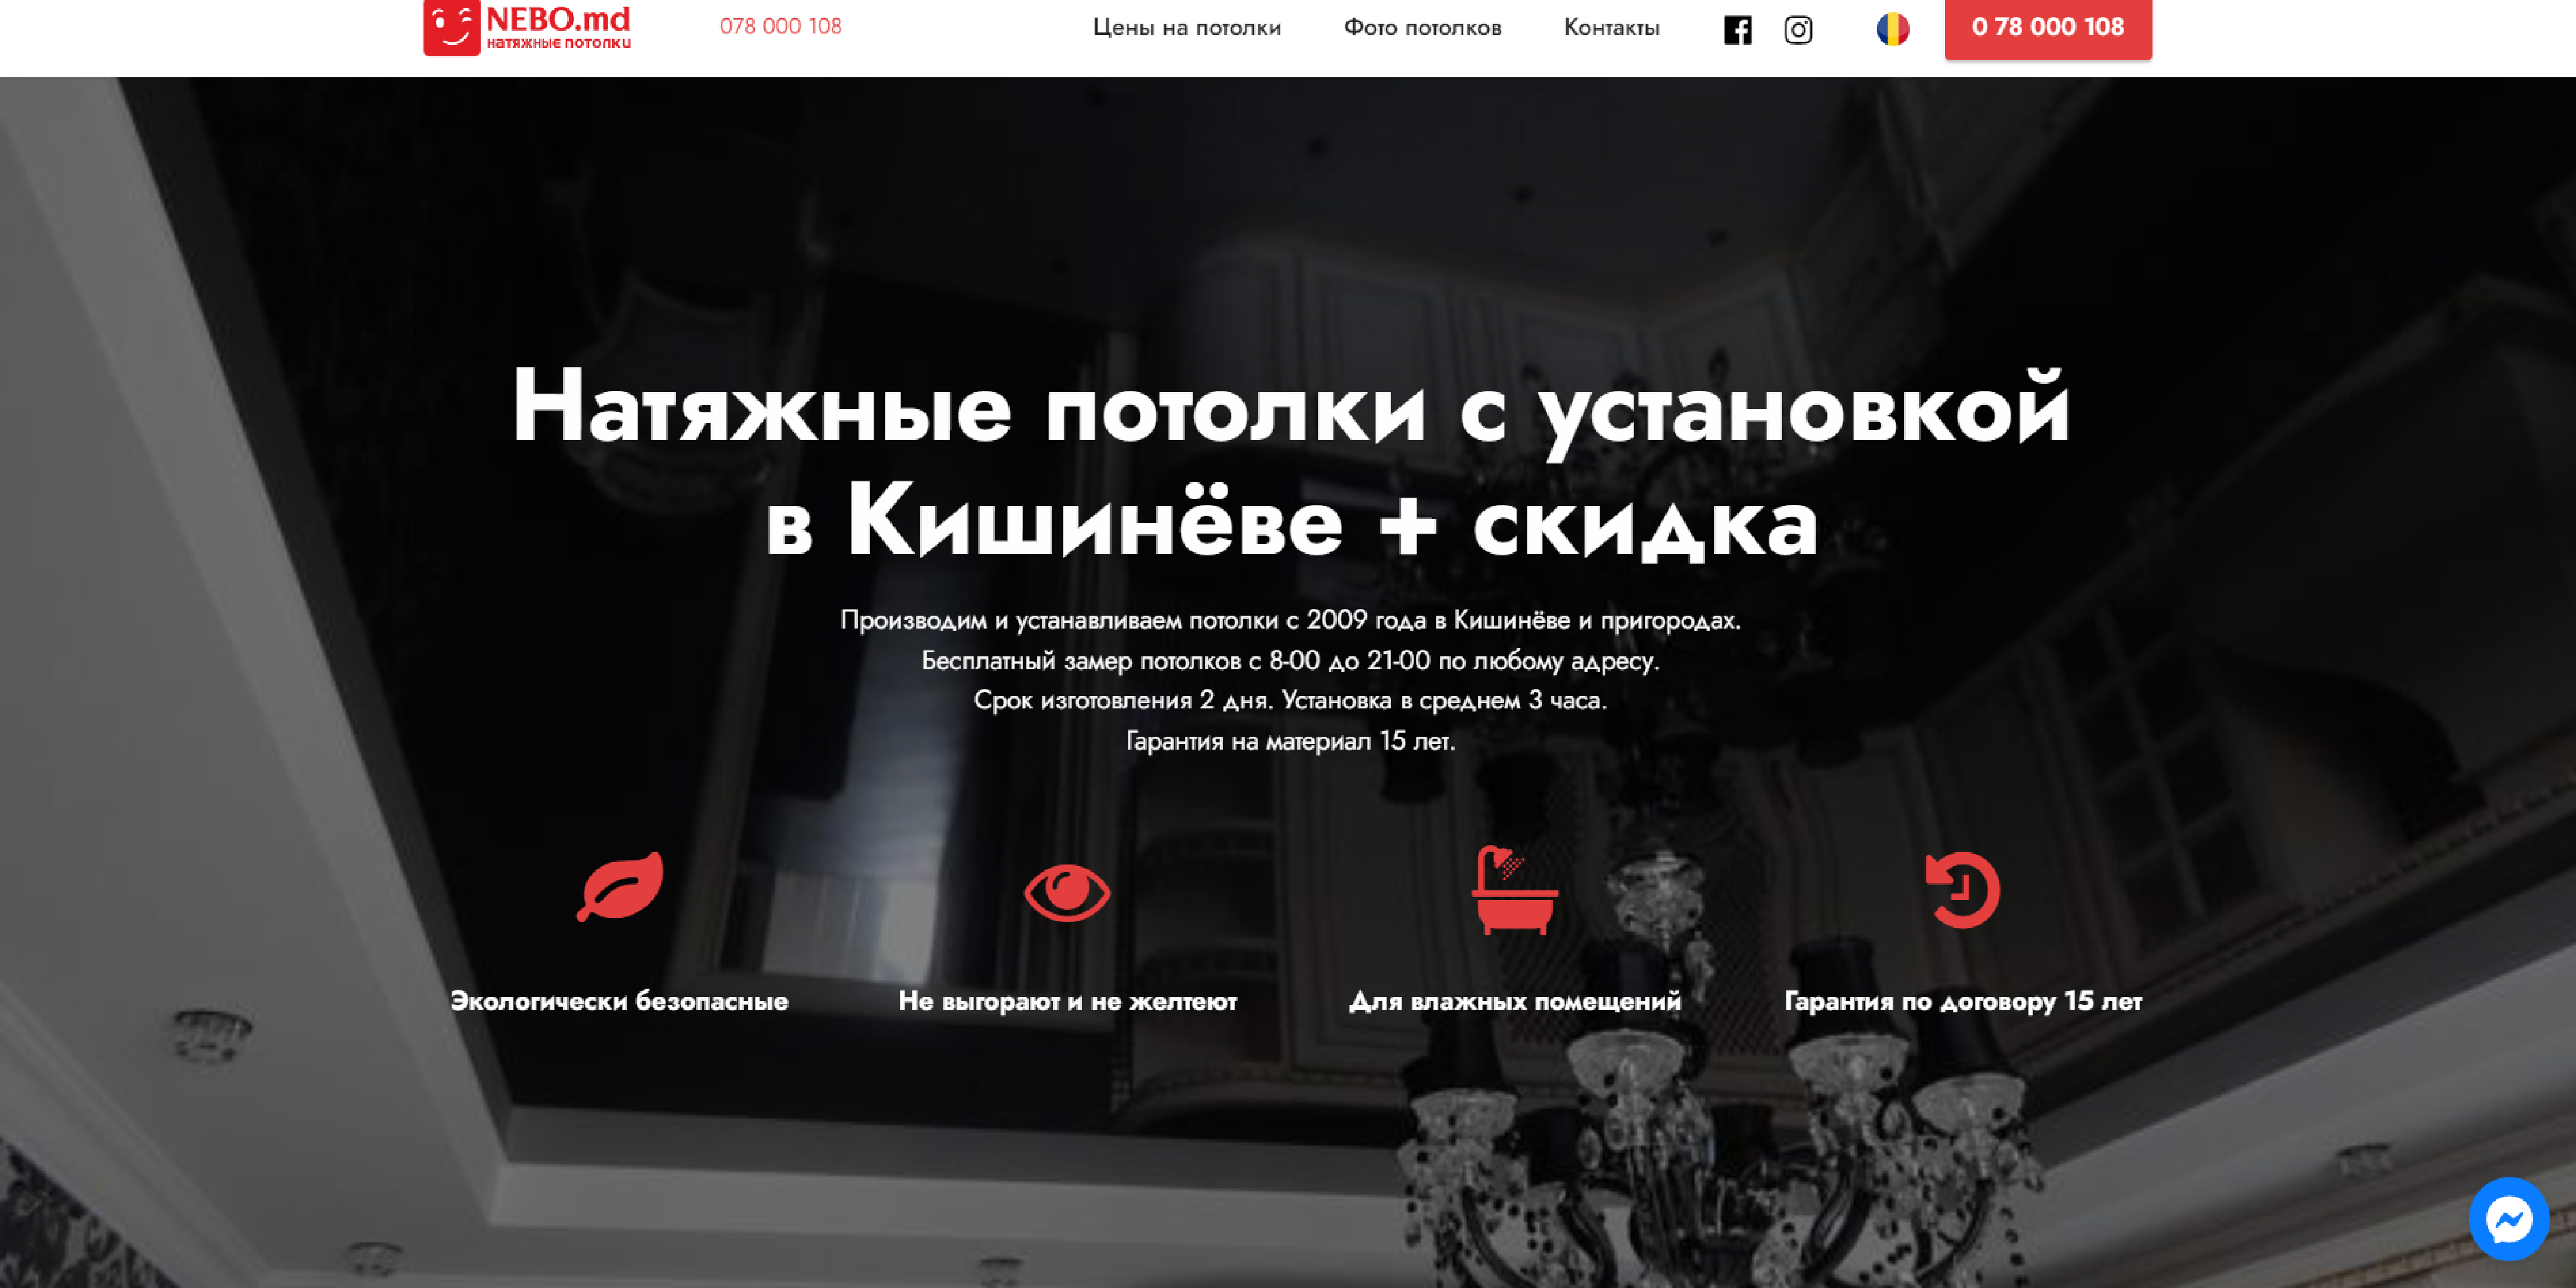 NEBO.md
натяжные потолки
078 000 108
Цены на потолки
Фото потолков
Контакты
0 78 000 108
Натяжные потолки с установкой
в Кишинёве + скидка
Производим и устанавливаем потолки с 2009 года в Кишинёве и пригородах.
Бесплатный замер потолков с 8-00 до 21-00 по любому адресу.
Срок изготовления 2 дня. Установка в среднем 3 часа.
Гарантия на материал 15 лет.
Экологически безопасные
Не выгорают и не желтеют
Для влажных помещений
Гарантия по договору 15 лет